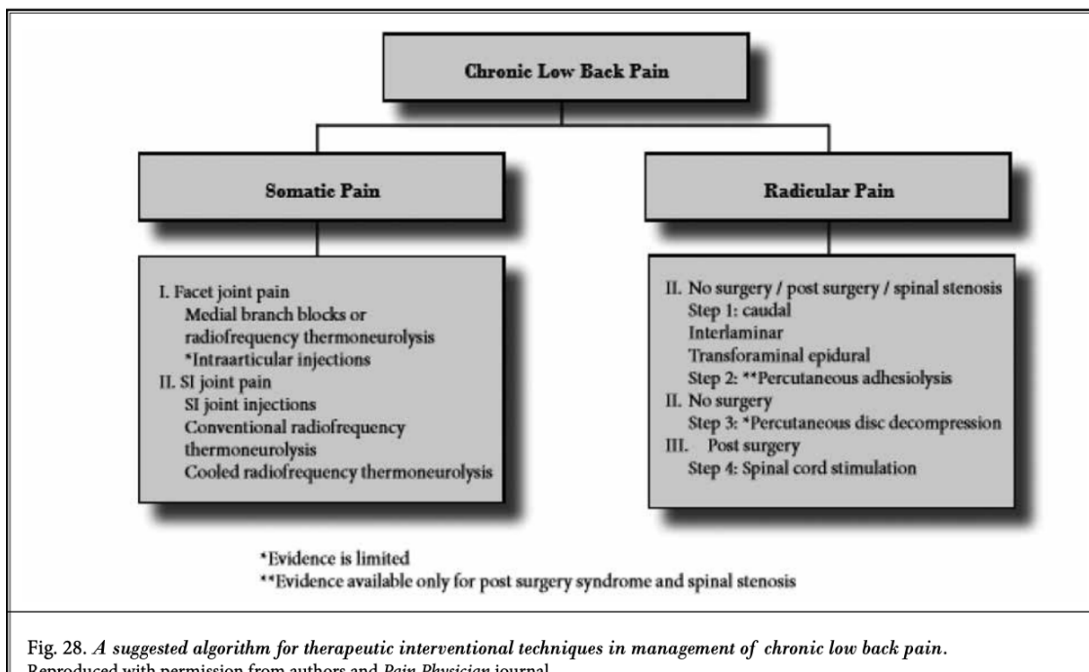 Chronic Low Back Pain
Somatic Pain
Radicular Pain
I. Facet joint pain
Medial branch blocks or
radiofrequency thermoneurolysis
*Intraarticular injections
II. SI joint pain
SI joint injections
Conventional radiofrequency
thermoneurolysis
Cooled radiofrequency thermoneurolysis
II. No surgery / post surgery / spinal stenosis
Step 1: caudal
Interlaminar
Transforaminal epidural
Step 2: **Percutaneous adhesiolysis
II. No surgery
Step 3: *Percutaneous disc decompression
III. Post surgery
Step 4: Spinal cord stimulation
*Evidence is limited
**Evidence available only for post surgery syndrome and spinal stenosis
Fig. 28. A suggested algorithm for therapeutic interventional techniques in management of chronic low back pain.
Reproduced with permission from authors and Pain Physician journal